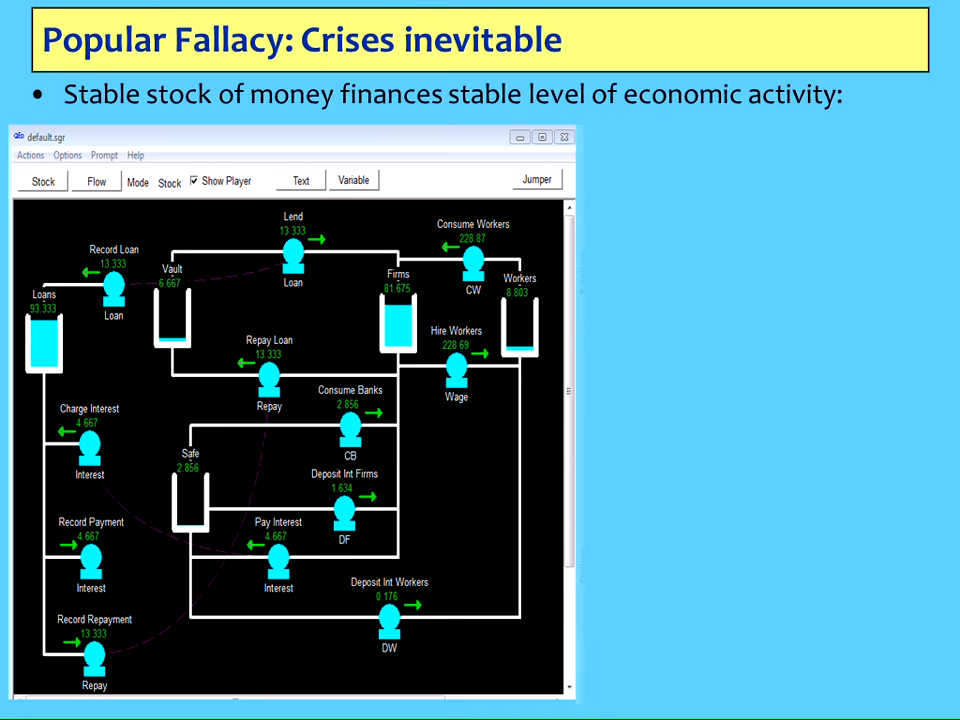 Popular Fallacy: Crises inevitable
• Stable stock of money finances stable level of economic activity:
default.sgr
Actions Options Prompt Help
Stock Flow Mode Stock Show Player Text Variable Jumper
Lend
13 333
Loan
Consume Workers
228 87
CW
Record Loan
13.333
Loan
Vault
6 667
Firms
81 675
Workers
8.803
Loans
93.333
Hire Workers
228.69
Wage
Repay Loan
13 333
Repay
Consume Banks
2 856
CB
Charge Interest
4 667
Interest
Safe
2 856
Deposit Int Firms
1.634
DF
Record Payment
4.667
Interest
Pay Interest
4 667
Interest
Deposit Int Workers
0 176
DW
Record Repayment
13.333
Repay